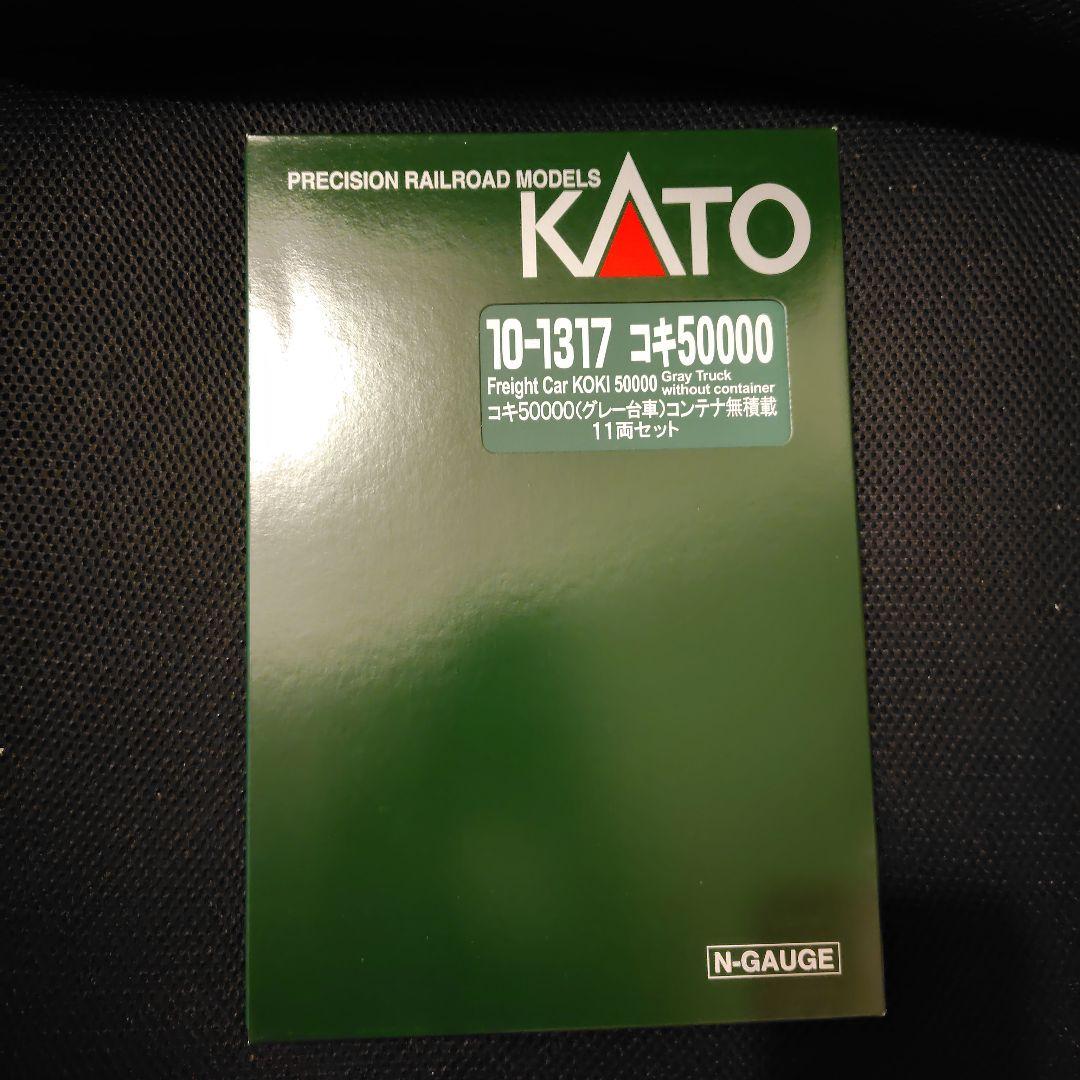 PRECISION RAILROAD MODELS
KATO
10-1317 コキ50000
Freight Car KOKI 50000 Gray Truck without container
コキ50000(グレー台車)コンテナ無積載
11両セット
N-GAUGE